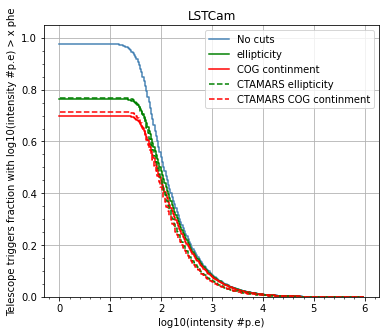 LSTCam
Telescope triggers fraction with log10(intensity #p.e) > x phe
1.0
0.8
0.6
0.4
0.2
0.0
No cuts
ellipticity
COG continment
CTAMARS ellipticity
CTAMARS COG continment
0 1 2 3 4 5 6
log10(intensity #p.e)